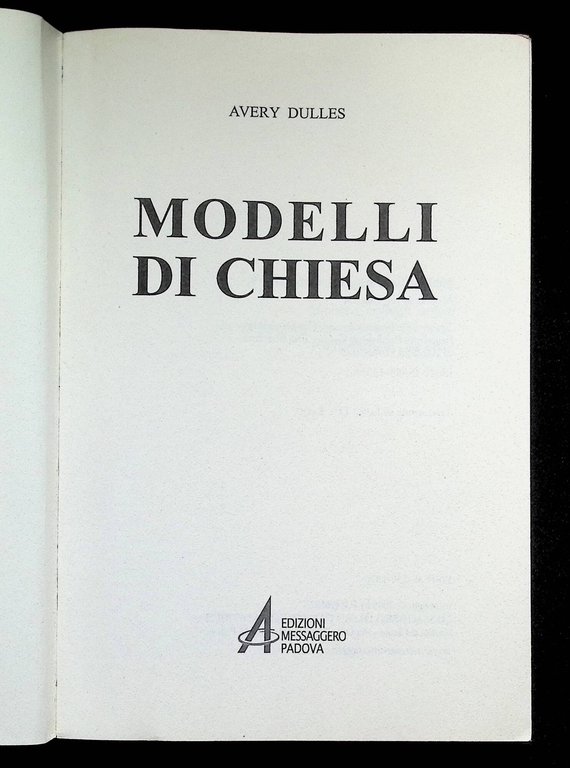 AVERY DULLES
MODELLI
DI CHIESA
EDIZIONI
MESSAGGERO
PADOVA